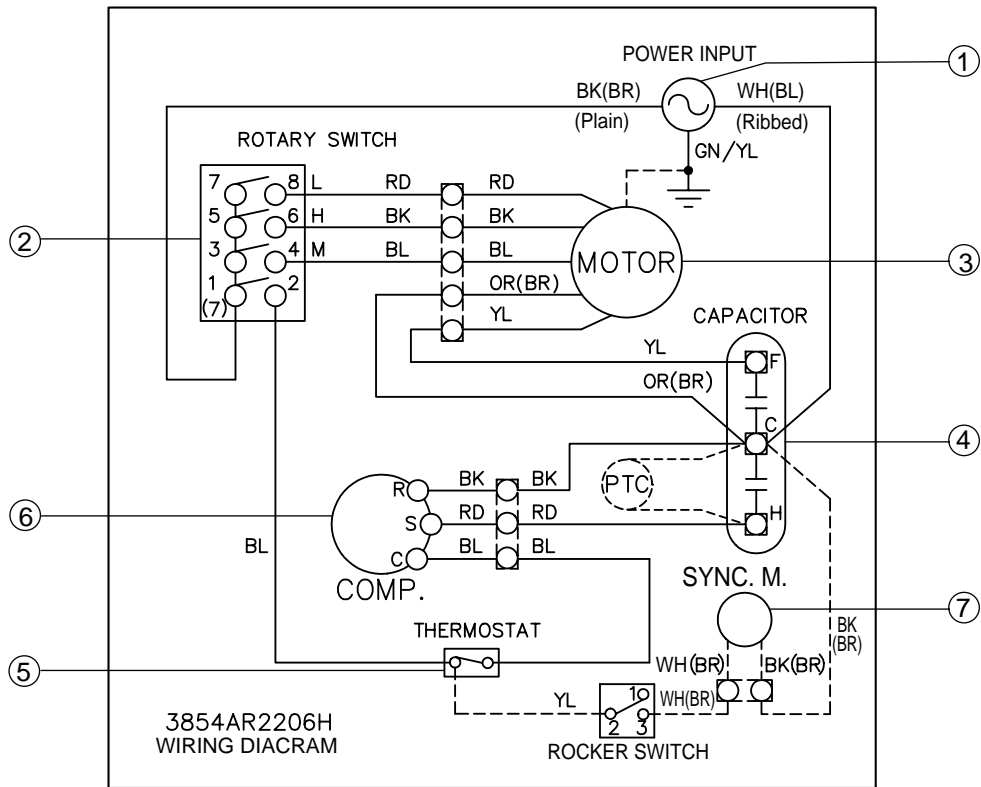 POWER INPUT
1
BK(BR)
WH(BL)
(Plain)
(Ribbed)
GN/YL
ROTARY SWITCH
7 8 L RD RD
5 6 H BK BK
2
3 4 M BL BL
MOTOR
3
1 2 OR(BR)
(7)
YL
CAPACITOR
YL
F
OR(BR)
C
4
PTC
R BK BK
6
S RD RD
H
BL
C BL BL
COMP.
SYNC. M.
7
THERMOSTAT
BK
(BR)
5
WH(BR) BK(BR)
YL
1
WH(BR)
2 3
3854AR2206H
WIRING DIACRAM
ROCKER SWITCH